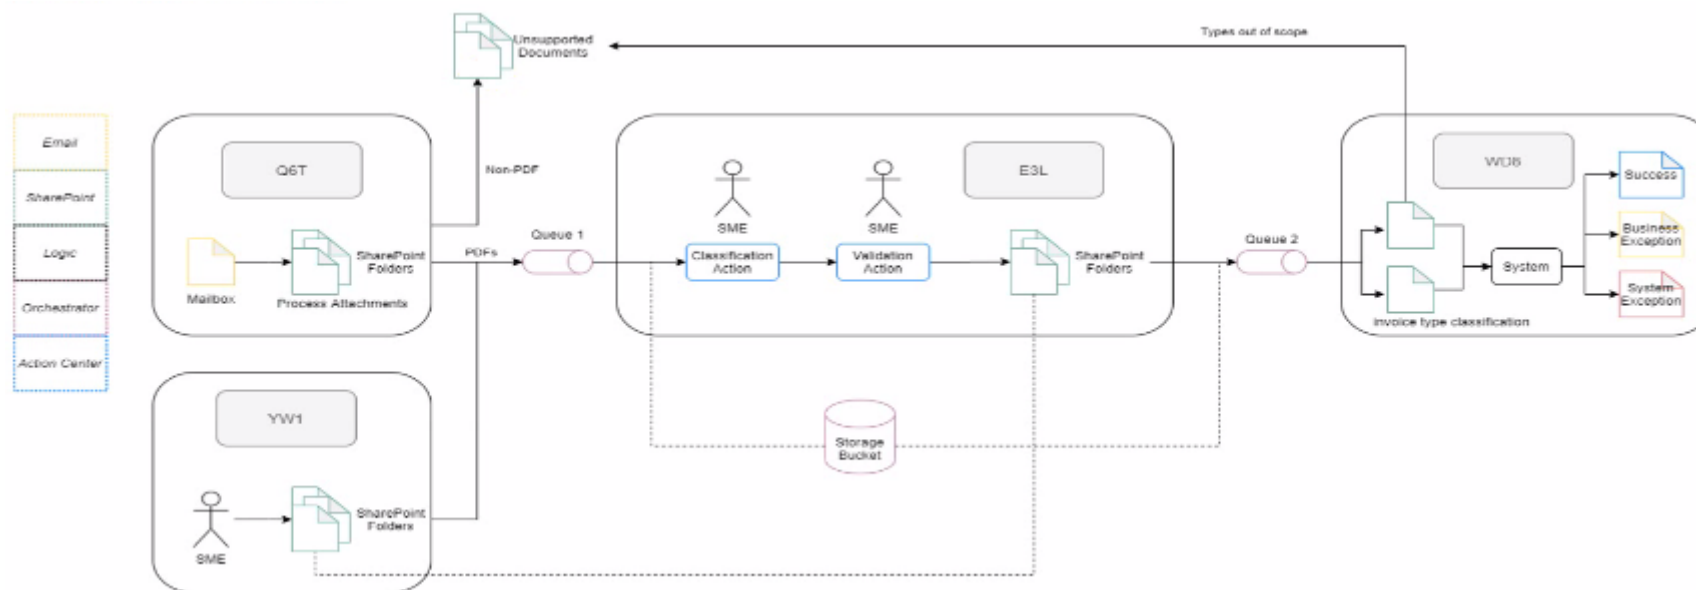 Unsupported
Documents
Types out of scope
Email
SharePoint
Logic
Orchestrator
Action Center
Q6T
Non-PDF
Mailbox
SharePoint
Folders
Process Attachments
PDFs
Queue 1
E3L
SME
SME
Classification
Action
Validation
Action
SharePoint
Folders
Queue 2
WD8
System
Invoice type classification
Success
Business
Exception
System
Exception
YW1
SME
SharePoint
Folders
Storage
Bucket